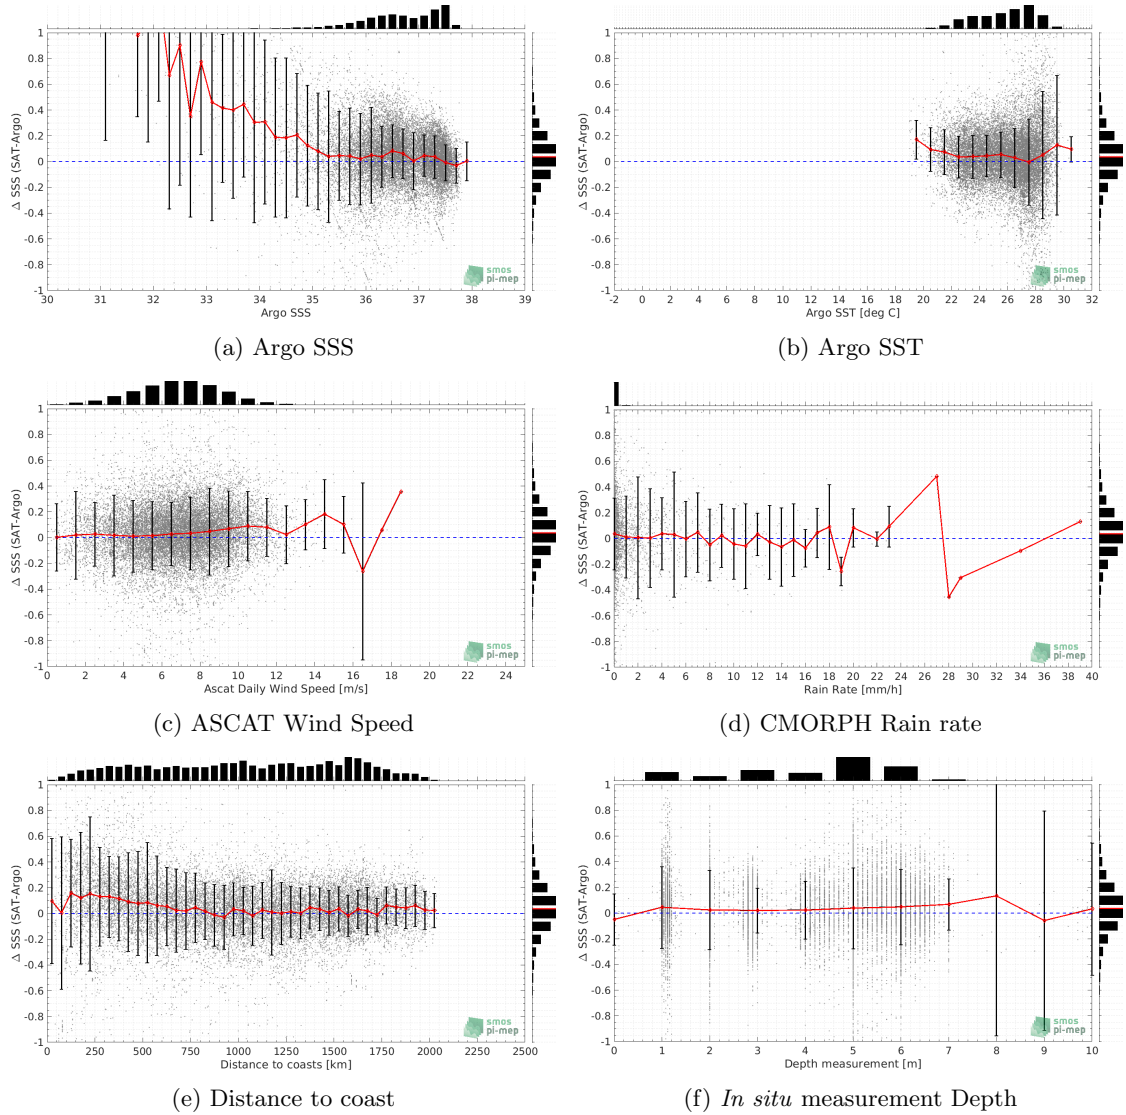 1
0.8
0.6
0.4
0.2
0
-0.2
-0.4
-0.6
-0.8
-1
Δ SSS (SAT-Argo)
30 31 32 33 34 35 36 37 38 39
Argo SSS
smos
pi-mep
(a) Argo SSS
1
0.8
0.6
0.4
0.2
0
-0.2
-0.4
-0.6
-0.8
-1
Δ SSS (SAT-Argo)
-2 0 2 4 6 8 10 12 14 16 18 20 22 24 26 28 30 32
Argo SST [deg C]
smos
pi-mep
(b) Argo SST
1
0.8
0.6
0.4
0.2
0
-0.2
-0.4
-0.6
-0.8
-1
Δ SSS (SAT-Argo)
0 2 4 6 8 10 12 14 16 18 20 22 24
Ascat Daily Wind Speed [m/s]
smos
pi-mep
(c) ASCAT Wind Speed
1
0.8
0.6
0.4
0.2
0
-0.2
-0.4
-0.6
-0.8
-1
Δ SSS (SAT-Argo)
0 2 4 6 8 10 12 14 16 18 20 22 24 26 28 30 32 34 36 38 40
Rain Rate [mm/h]
smos
pi-mep
(d) CMORPH Rain rate
1
0.8
0.6
0.4
0.2
0
-0.2
-0.4
-0.6
-0.8
-1
Δ SSS (SAT-Argo)
0 250 500 750 1000 1250 1500 1750 2000 2250 2500
Distance to coasts [km]
smos
pi-mep
(e) Distance to coast
1
0.8
0.6
0.4
0.2
0
-0.2
-0.4
-0.6
-0.8
-1
Δ SSS (SAT-Argo)
0 1 2 3 4 5 6 7 8 9 10
Depth measurement [m]
smos
pi-mep
(f) In situ measurement Depth